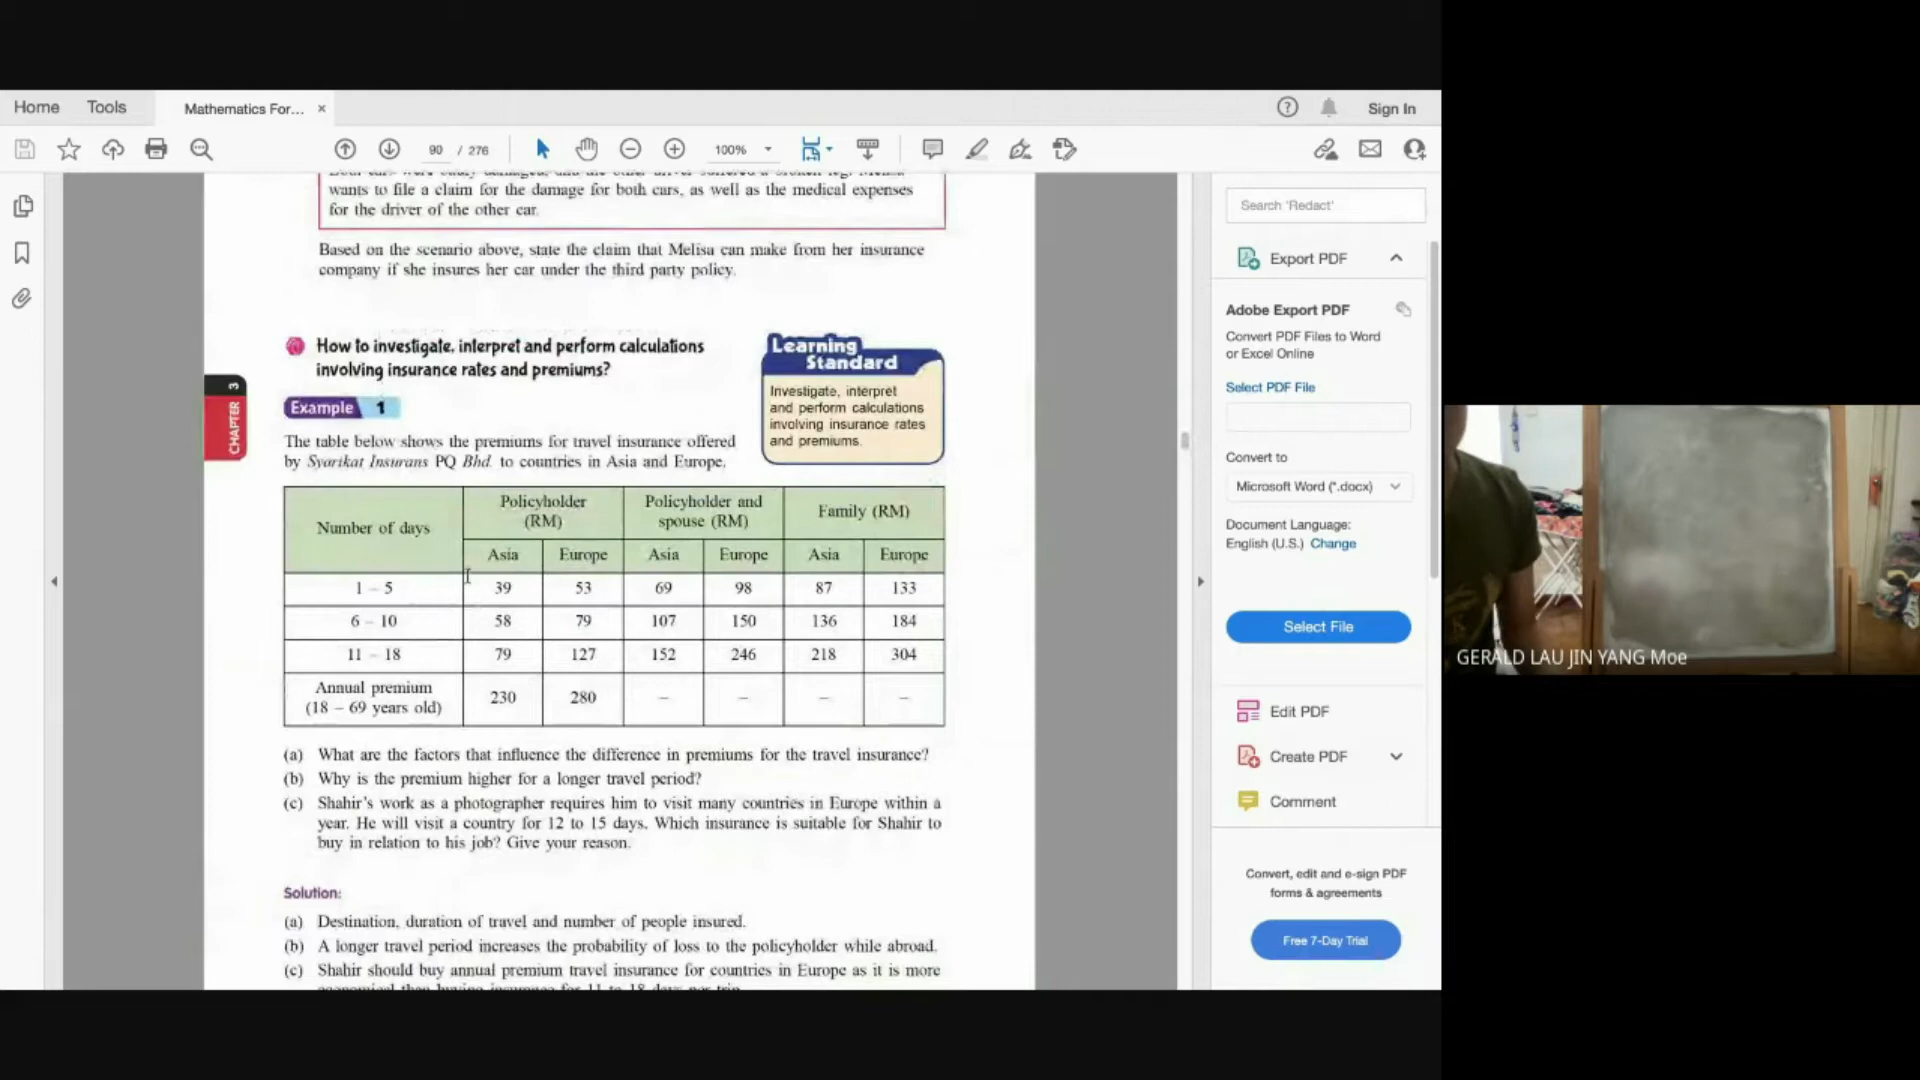 Home Tools Mathematics For... × Sign In
90 / 276 100%
wants to file a claim for the damage for both cars, as well as the medical expenses
for the driver of the other car.
Based on the scenario above, state the claim that Melisa can make from her insurance
company if she insures her car under the third party policy.
How to investigate, interpret and perform calculations
involving insurance rates and premiums?
Learning
Standard
Investigate, interpret
and perform calculations
involving insurance rates
and premiums.
CHAPTER 3
Example 1
The table below shows the premiums for travel insurance offered
by Syarikat Insurans PQ Bhd. to countries in Asia and Europe.
Number of days Policyholder (RM) Policyholder and spouse (RM) Family (RM)
Asia Europe Asia Europe Asia Europe
1 – 5 39 53 69 98 87 133
6 – 10 58 79 107 150 136 184
11 – 18 79 127 152 246 218 304
Annual premium (18 – 69 years old) 230 280 – – – –
(a) What are the factors that influence the difference in premiums for the travel insurance?
(b) Why is the premium higher for a longer travel period?
(c) Shahir's work as a photographer requires him to visit many countries in Europe within a
year. He will visit a country for 12 to 15 days. Which insurance is suitable for Shahir to
buy in relation to his job? Give your reason.
Solution:
(a) Destination, duration of travel and number of people insured.
(b) A longer travel period increases the probability of loss to the policyholder while abroad.
(c) Shahir should buy annual premium travel insurance for countries in Europe as it is more
Search 'Redact'
Export PDF
Adobe Export PDF
Convert PDF Files to Word
or Excel Online
Select PDF File
Convert to
Microsoft Word (*.docx)
Document Language:
English (U.S.) Change
Select File
Edit PDF
Create PDF
Comment
Convert, edit and e-sign PDF
forms & agreements
Free 7-Day Trial
GERALD LAU JIN YANG Moe